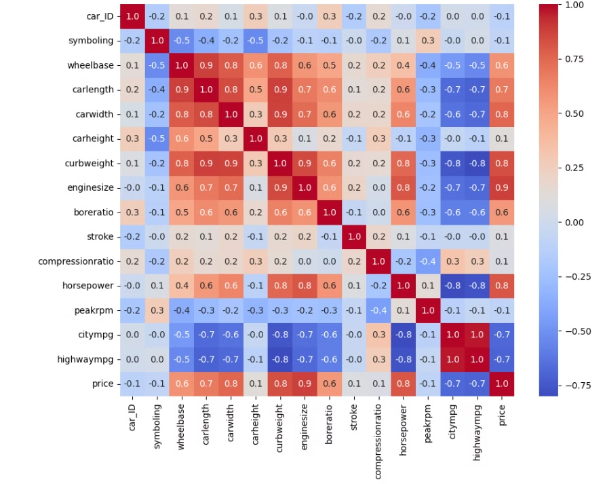 car_ID 1.0 -0.2 0.1 0.2 0.1 0.3 0.1 -0.0 0.3 -0.2 0.2 -0.0 -0.2 0.0 0.0 -0.1
symboling -0.2 1.0 -0.5 -0.4 -0.2 -0.5 -0.2 -0.1 -0.1 -0.0 -0.2 0.1 0.3 -0.0 0.0 -0.1
wheelbase 0.1 -0.5 1.0 0.9 0.8 0.6 0.8 0.6 0.5 0.2 0.2 0.4 -0.4 -0.5 -0.5 0.6
carlength 0.2 -0.4 0.9 1.0 0.8 0.5 0.9 0.7 0.6 0.1 0.2 0.6 -0.3 -0.7 -0.7 0.7
carwidth 0.1 -0.2 0.8 0.8 1.0 0.3 0.9 0.7 0.6 0.2 0.2 0.6 -0.2 -0.6 -0.7 0.8
carheight 0.3 -0.5 0.6 0.5 0.3 1.0 0.3 0.1 0.2 -0.1 0.3 -0.1 -0.3 -0.0 -0.1 0.1
curbweight 0.1 -0.2 0.8 0.9 0.9 0.3 1.0 0.9 0.6 0.2 0.2 0.8 -0.3 -0.8 -0.8 0.8
enginesize -0.0 -0.1 0.6 0.7 0.7 0.1 0.9 1.0 0.6 0.2 0.0 0.8 -0.2 -0.7 -0.7 0.9
boreratio 0.3 -0.1 0.5 0.6 0.6 0.2 0.6 0.6 1.0 -0.1 0.0 0.6 -0.3 -0.6 -0.6 0.6
stroke -0.2 -0.0 0.2 0.1 0.2 -0.1 0.2 0.2 -0.1 1.0 0.2 0.1 -0.1 -0.0 -0.0 0.1
compressionratio 0.2 -0.2 0.2 0.2 0.2 0.3 0.2 0.0 0.0 0.2 1.0 -0.2 -0.4 0.3 0.3 0.1
horsepower -0.0 0.1 0.4 0.6 0.6 -0.1 0.8 0.8 0.6 0.1 -0.2 1.0 0.1 -0.8 -0.8 0.8
peakrpm -0.2 0.3 -0.4 -0.3 -0.2 -0.3 -0.3 -0.2 -0.3 -0.1 -0.4 0.1 1.0 -0.1 -0.1 -0.1
citympg 0.0 -0.0 -0.5 -0.7 -0.6 -0.0 -0.8 -0.7 -0.6 -0.0 0.3 -0.8 -0.1 1.0 1.0 -0.7
highwaympg 0.0 0.0 -0.5 -0.7 -0.7 -0.1 -0.8 -0.7 -0.6 -0.0 0.3 -0.8 -0.1 1.0 1.0 -0.7
price -0.1 -0.1 0.6 0.7 0.8 0.1 0.8 0.9 0.6 0.1 0.1 0.8 -0.1 -0.7 -0.7 1.0
car_ID symboling wheelbase carlength carwidth carheight curbweight enginesize boreratio stroke compressionratio horsepower peakrpm citympg highwaympg price
1.00
0.75
0.50
0.25
0.00
−0.25
−0.50
−0.75